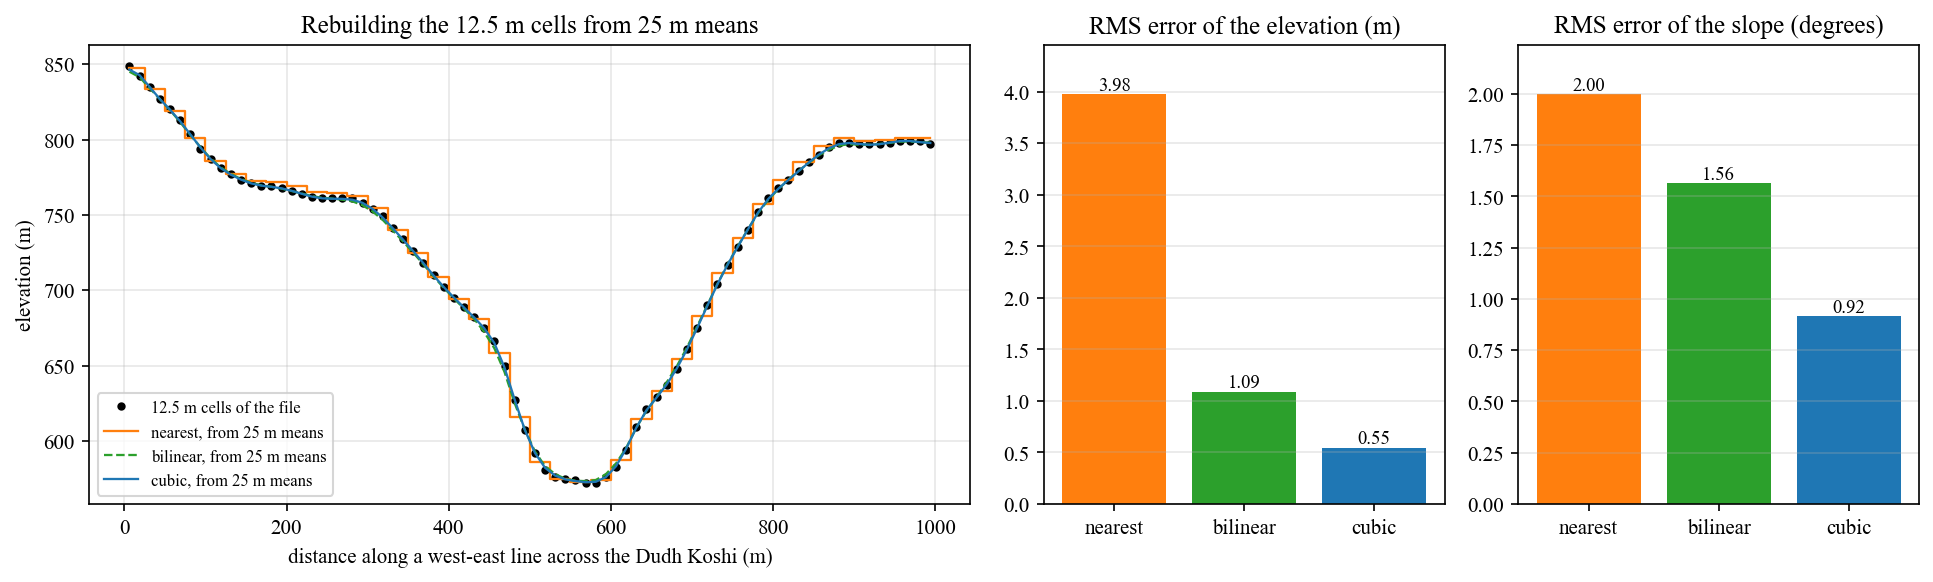 Rebuilding the 12.5 m cells from 25 m means
850
800
750
700
650
600
elevation (m)
12.5 m cells of the file
nearest, from 25 m means
bilinear, from 25 m means
cubic, from 25 m means
0
200
400
600
800
1000
distance along a west-east line across the Dudh Koshi (m)
RMS error of the elevation (m)
4.0
3.5
3.0
2.5
2.0
1.5
1.0
0.5
0.0
3.98
1.09
0.55
nearest
bilinear
cubic
RMS error of the slope (degrees)
2.00
1.75
1.50
1.25
1.00
0.75
0.50
0.25
0.00
2.00
1.56
0.92
nearest
bilinear
cubic